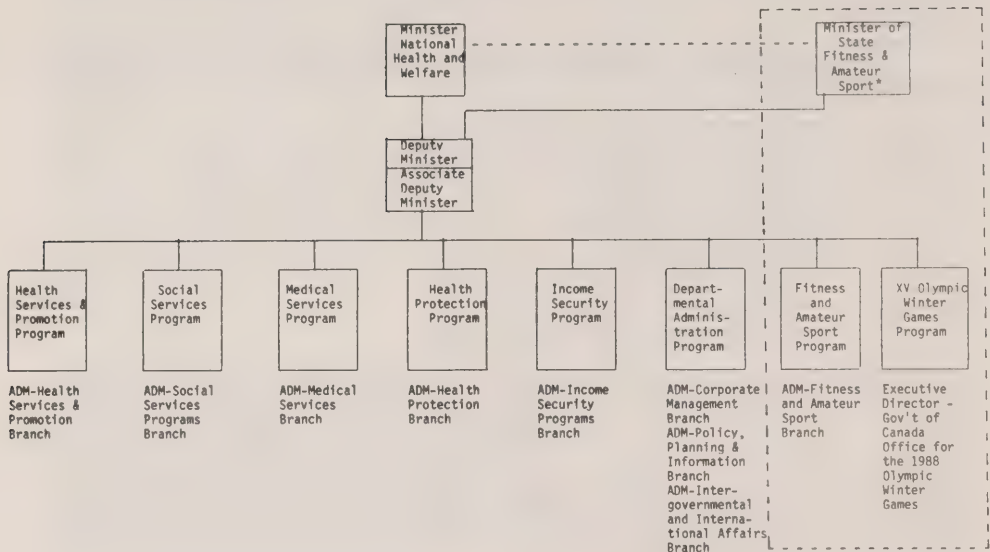 Minister
National
Health and
Welfare
Minister of
State
Fitness &
Amateur
Sport*
Deputy
Minister
Associate
Deputy
Minister
Health
Services &
Promotion
Program
Social
Services
Program
Medical
Services
Program
Health
Protection
Program
Income
Security
Program
Depart-
mental
Adminis-
tration
Program
Fitness
and
Amateur
Sport
Program
XV Olympic
Winter
Games
Program
ADM-Health
Services &
Promotion
Branch
ADM-Social
Services
Programs
Branch
ADM-Medical
Services
Branch
ADM-Health
Protection
Branch
ADM-Income
Security
Programs
Branch
ADM-Corporate
Management
Branch
ADM-Policy,
Planning &
Information
Branch
ADM-Inter-
governmental
and Interna-
tional Affairs
Branch
ADM-Fitness
and Amateur
Sport
Branch
Executive
Director -
Gov't of
Canada
Office for
the 1988
Olympic
Winter
Games